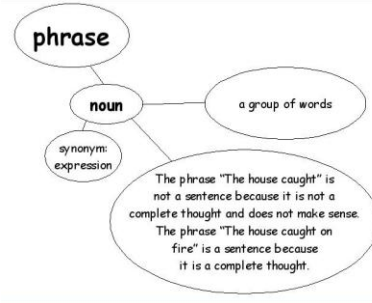 phrase
noun
a group of words
synonym:
expression
The phrase "The house caught" is
not a sentence because it is not a
complete thought and does not make sense.
The phrase "The house caught on
fire" is a sentence because
it is a complete thought.